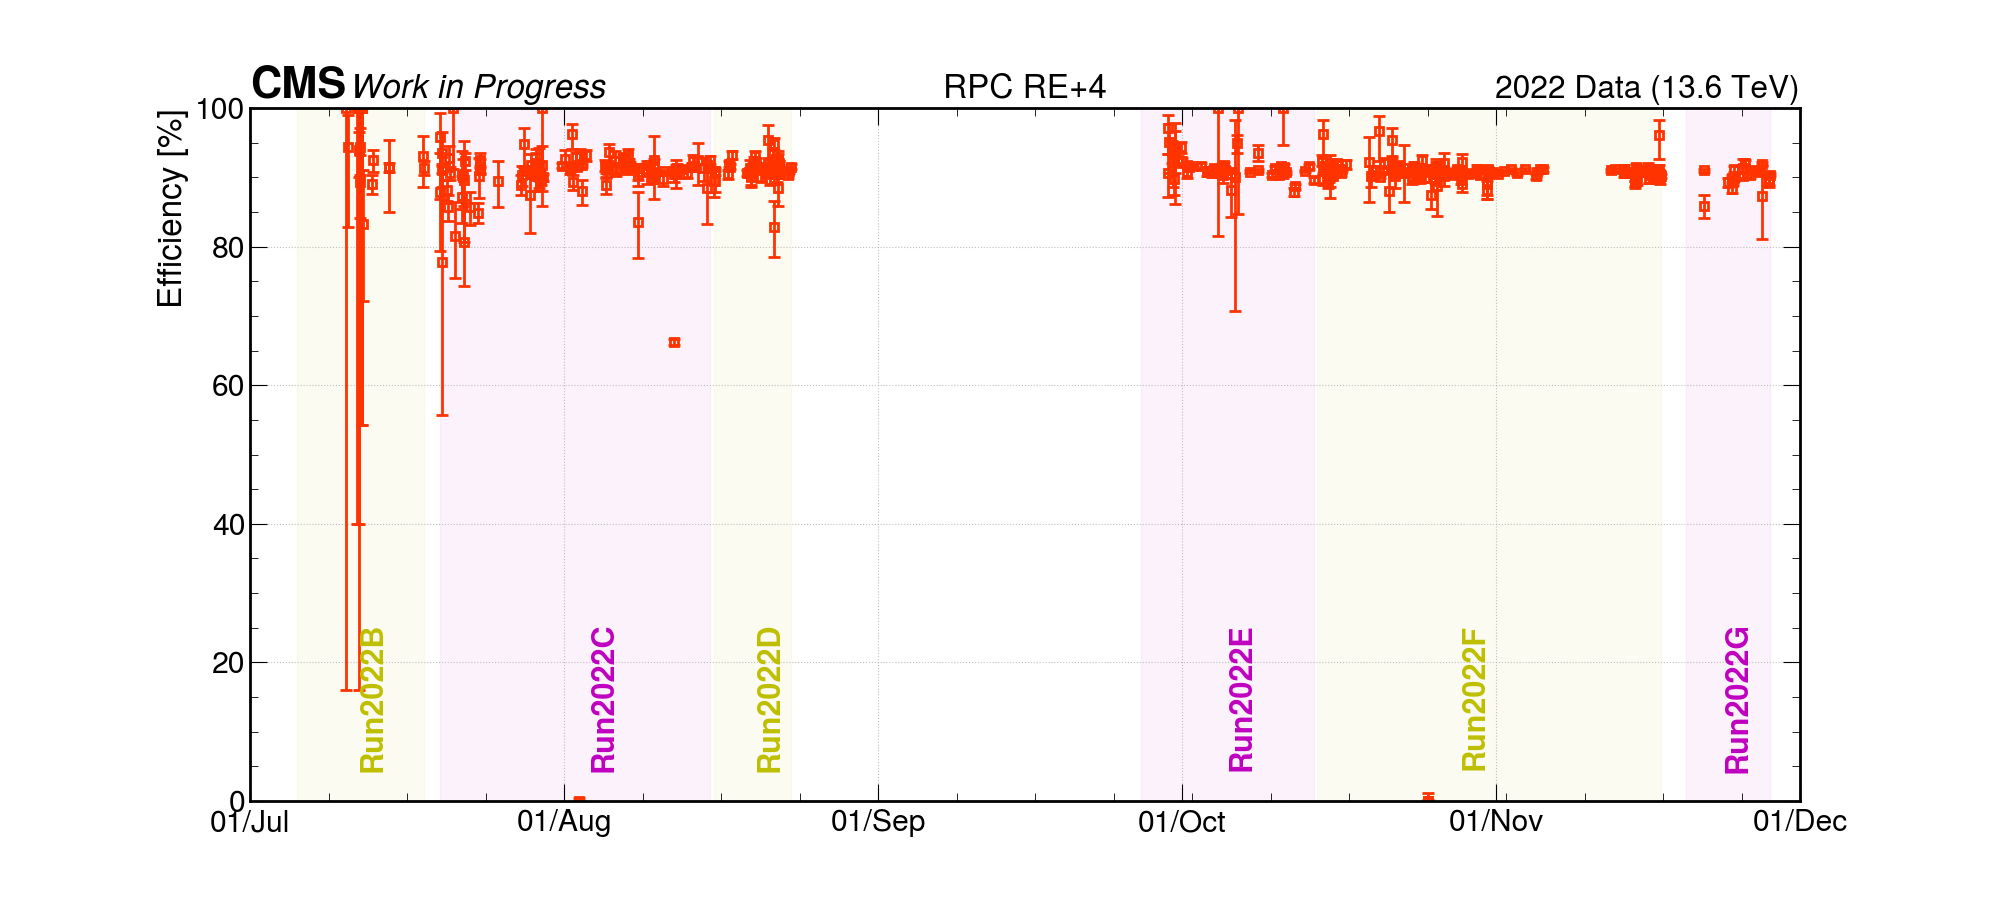 CMS Work in Progress RPC RE+4 2022 Data (13.6 TeV)
Efficiency [%]
100
80
60
40
20
0
Run2022B
Run2022C
Run2022D
Run2022E
Run2022F
Run2022G
01/Jul 01/Aug 01/Sep 01/Oct 01/Nov 01/Dec